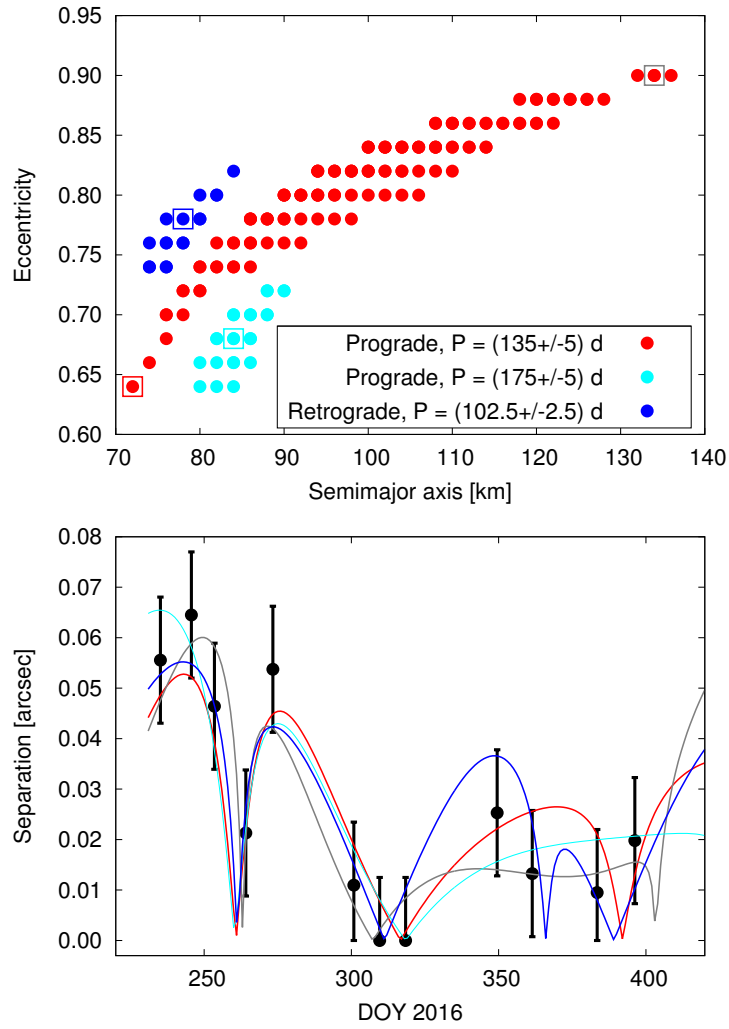 0.95
0.90
0.85
0.80
0.75
0.70
0.65
0.60
Eccentricity
Prograde, P = (135+/-5) d
Prograde, P = (175+/-5) d
Retrograde, P = (102.5+/-2.5) d
70 80 90 100 110 120 130 140
Semimajor axis [km]
0.08
0.07
0.06
0.05
0.04
0.03
0.02
0.01
0.00
Separation [arcsec]
250 300 350 400
DOY 2016